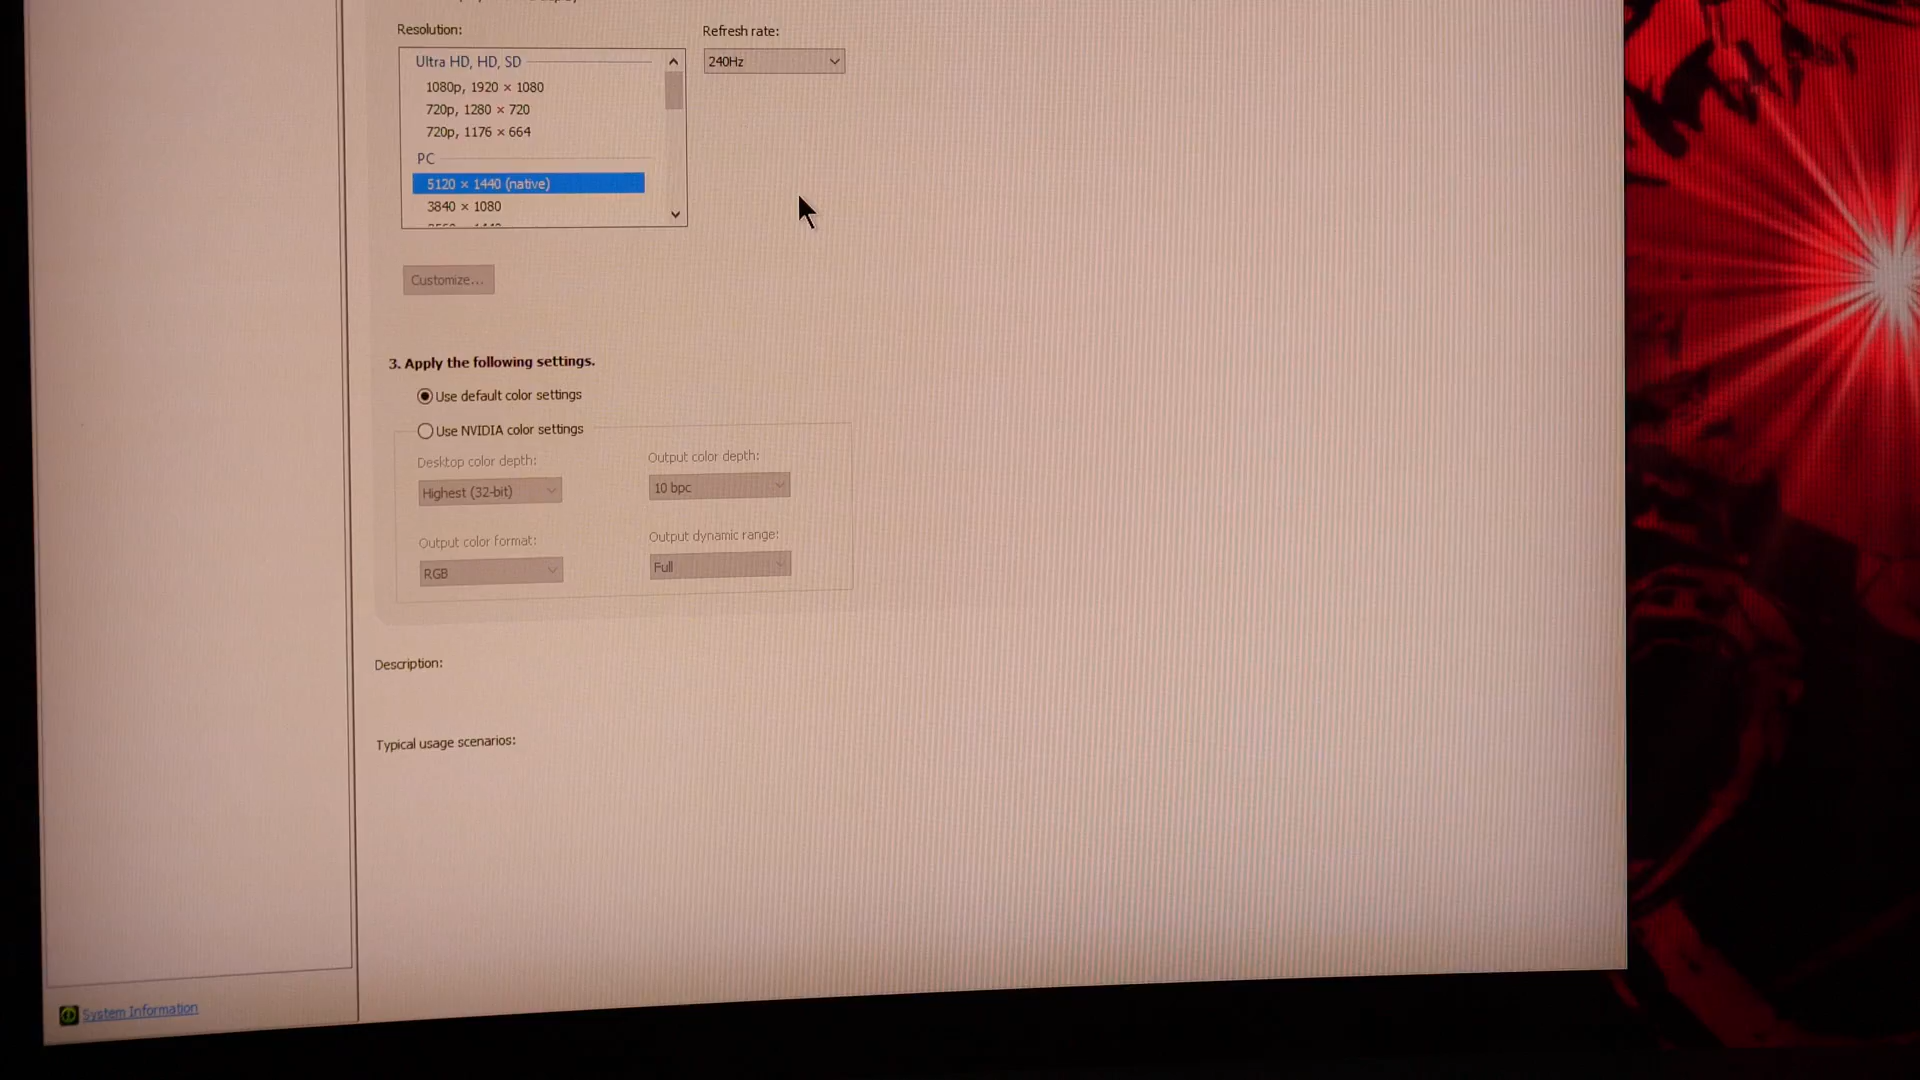 Resolution:
Refresh rate:
Ultra HD, HD, SD
240Hz
1080p, 1920 × 1080
720p, 1280 × 720
720p, 1176 × 664
PC
5120 × 1440 (native)
3840 × 1080
Customize...
3. Apply the following settings.
Use default color settings
Use NVIDIA color settings
Desktop color depth:
Output color depth:
Highest (32-bit)
10 bpc
Output color format:
Output dynamic range:
RGB
Full
Description:
Typical usage scenarios:
System Information